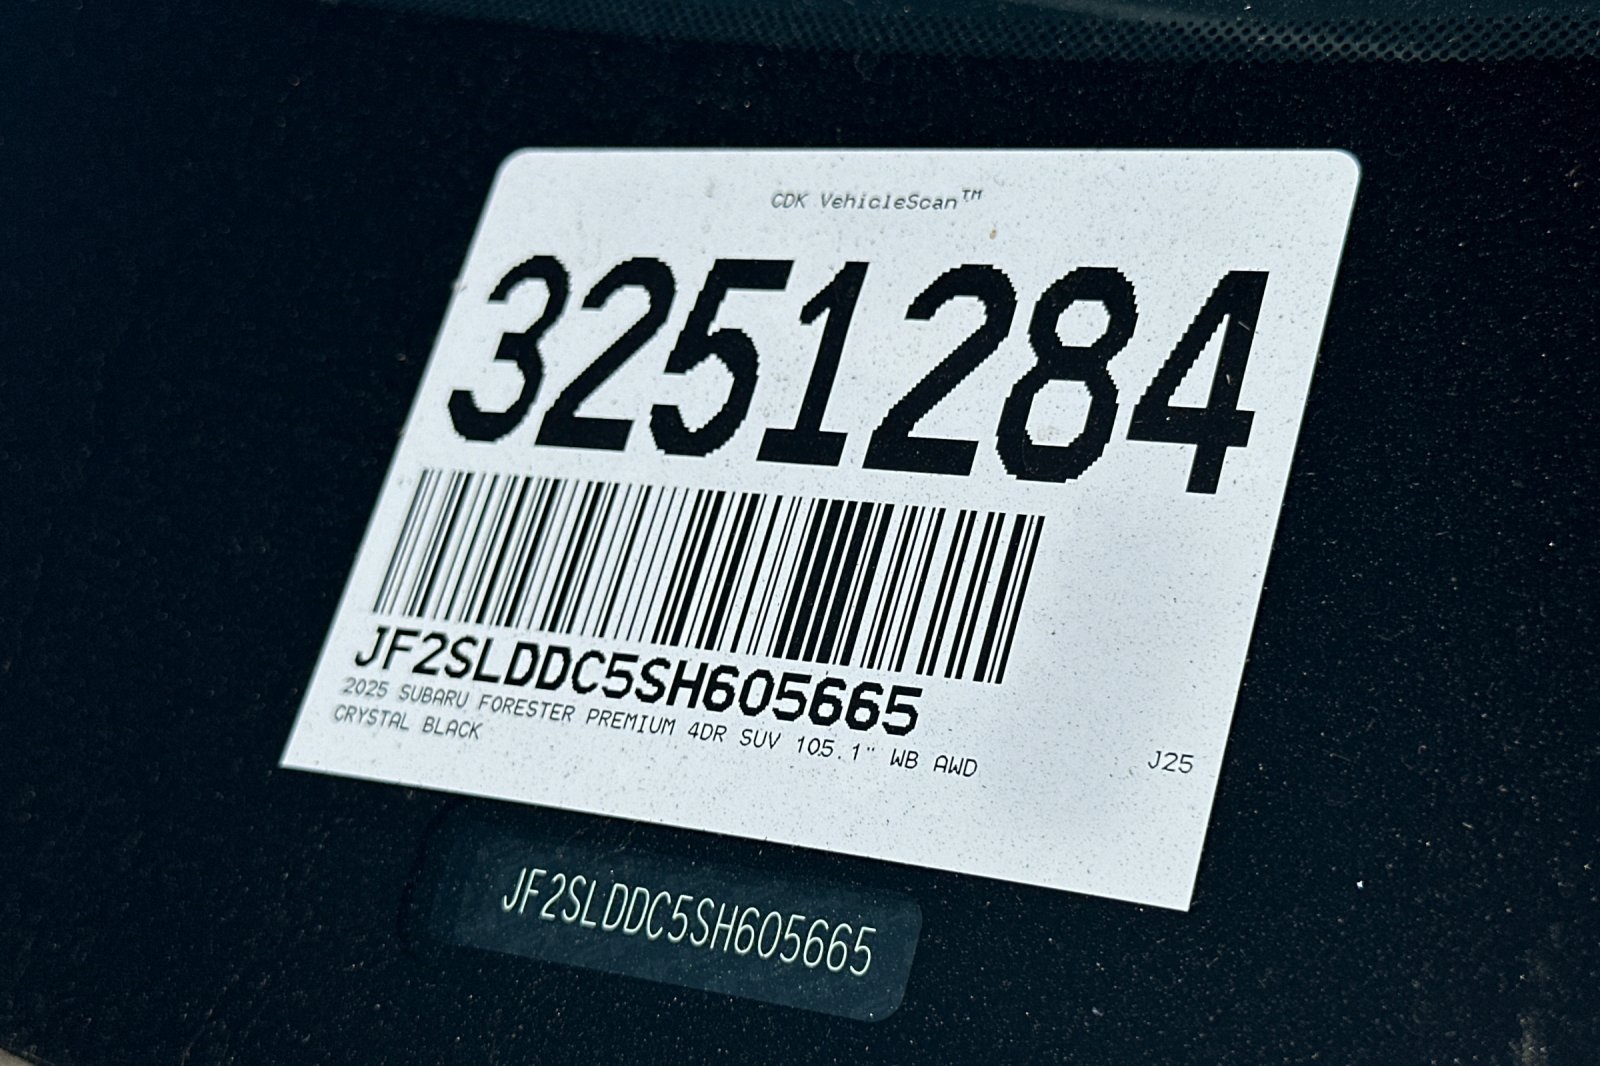 CDK VehicleScan™
3251284
JF2SLDDC5SH605665
2025 SUBARU FORESTER PREMIUM 4DR SUV 105.1" WB AWD
CRYSTAL BLACK
J25
JF2SLDDC5SH605665